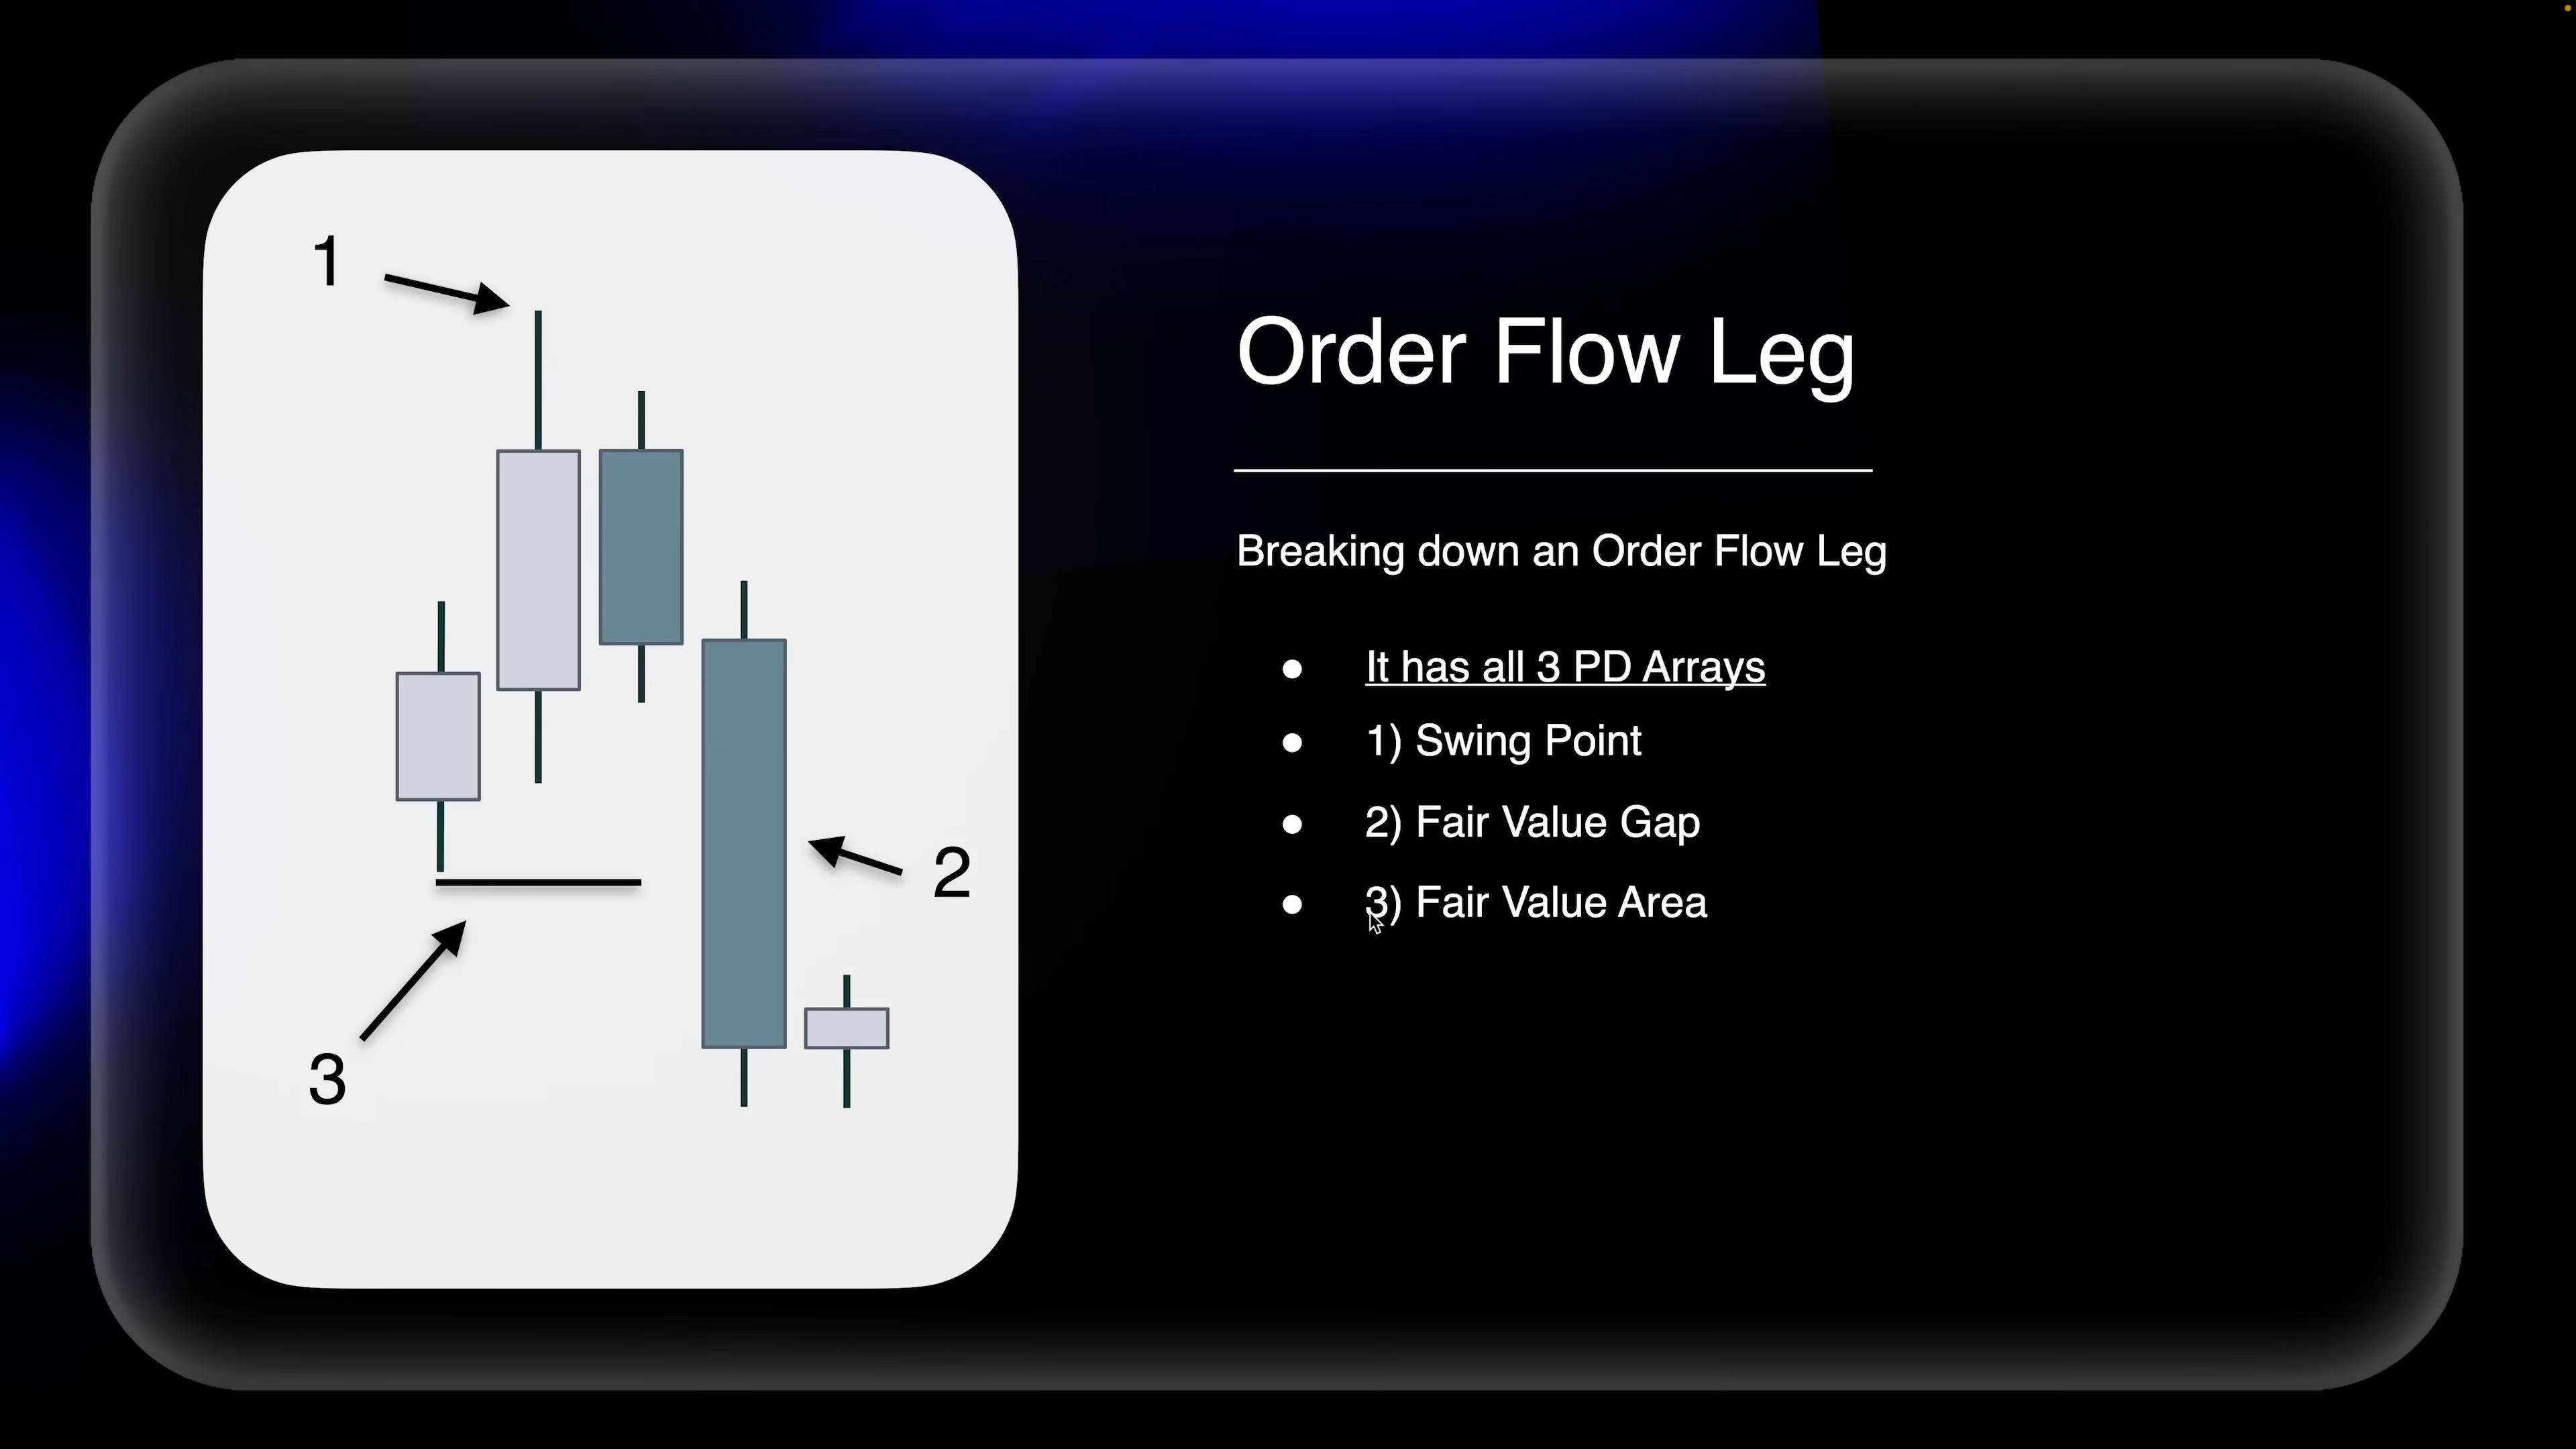 1
2
3
Order Flow Leg
Breaking down an Order Flow Leg
● It has all 3 PD Arrays
● 1) Swing Point
● 2) Fair Value Gap
● 3) Fair Value Area